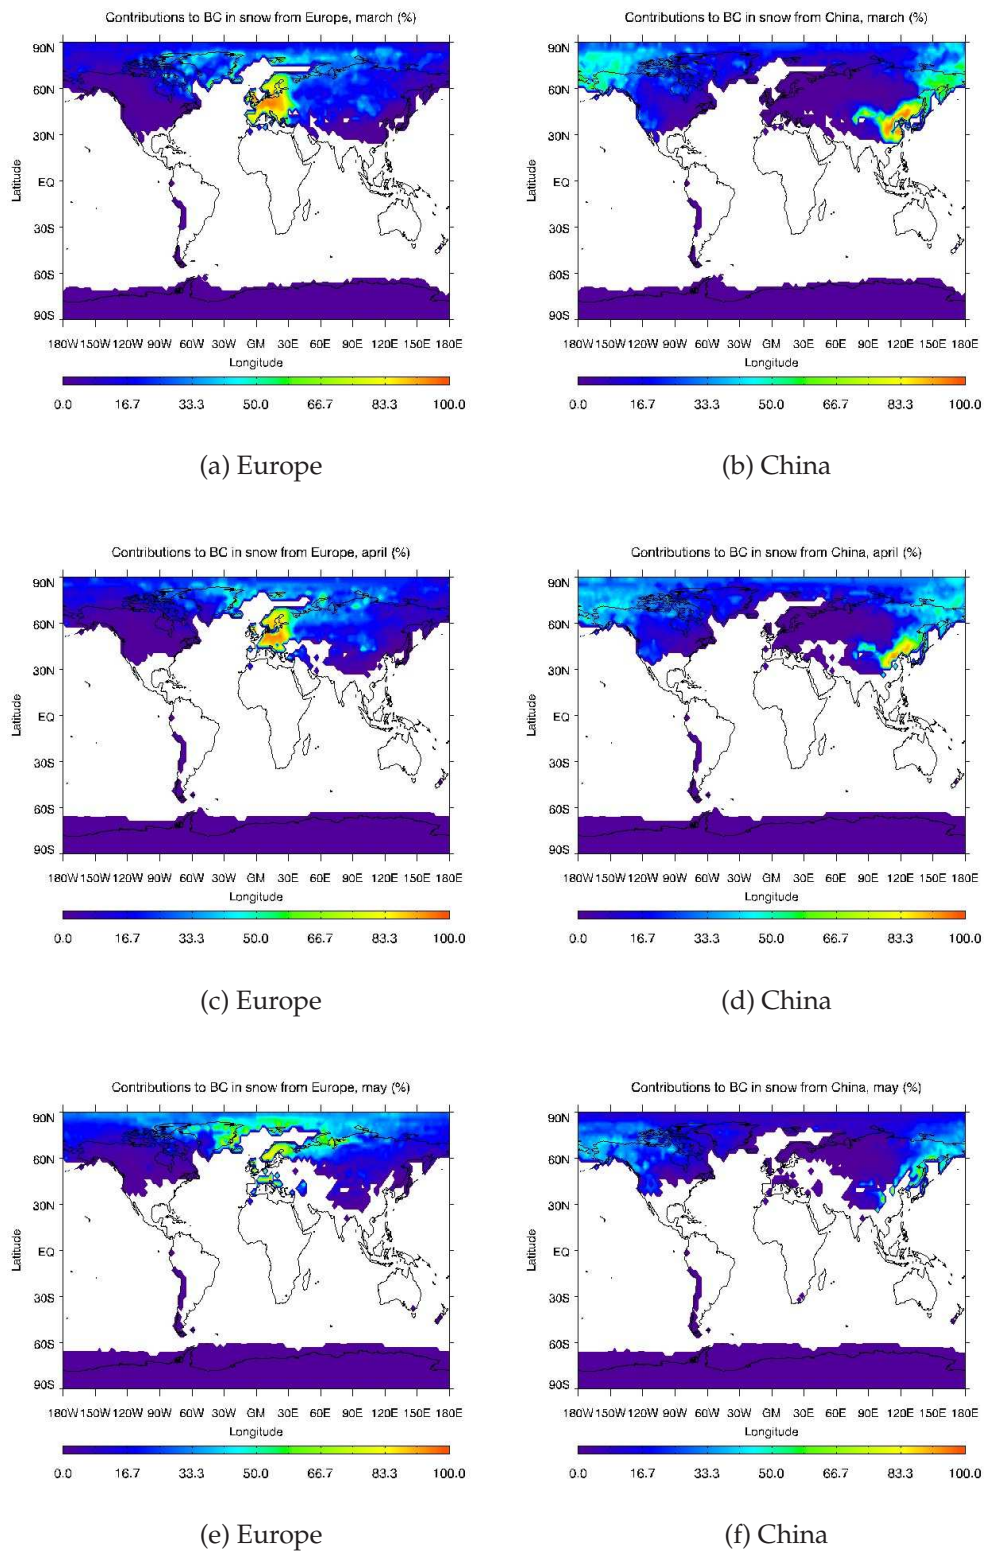 Contributions to BC in snow from Europe, march (%)
90N
60N
30N
EQ
30S
60S
90S
Latitude
180W 150W 120W 90W 60W 30W GM 30E 60E 90E 120E 150E 180E
Longitude
0.0 16.7 33.3 50.0 66.7 83.3 100.0
(a) Europe
Contributions to BC in snow from China, march (%)
90N
60N
30N
EQ
30S
60S
90S
Latitude
180W 150W 120W 90W 60W 30W GM 30E 60E 90E 120E 150E 180E
Longitude
0.0 16.7 33.3 50.0 66.7 83.3 100.0
(b) China
Contributions to BC in snow from Europe, april (%)
90N
60N
30N
EQ
30S
60S
90S
Latitude
180W 150W 120W 90W 60W 30W GM 30E 60E 90E 120E 150E 180E
Longitude
0.0 16.7 33.3 50.0 66.7 83.3 100.0
(c) Europe
Contributions to BC in snow from China, april (%)
90N
60N
30N
EQ
30S
60S
90S
Latitude
180W 150W 120W 90W 60W 30W GM 30E 60E 90E 120E 150E 180E
Longitude
0.0 16.7 33.3 50.0 66.7 83.3 100.0
(d) China
Contributions to BC in snow from Europe, may (%)
90N
60N
30N
EQ
30S
60S
90S
Latitude
180W 150W 120W 90W 60W 30W GM 30E 60E 90E 120E 150E 180E
Longitude
0.0 16.7 33.3 50.0 66.7 83.3 100.0
(e) Europe
Contributions to BC in snow from China, may (%)
90N
60N
30N
EQ
30S
60S
90S
Latitude
180W 150W 120W 90W 60W 30W GM 30E 60E 90E 120E 150E 180E
Longitude
0.0 16.7 33.3 50.0 66.7 83.3 100.0
(f) China